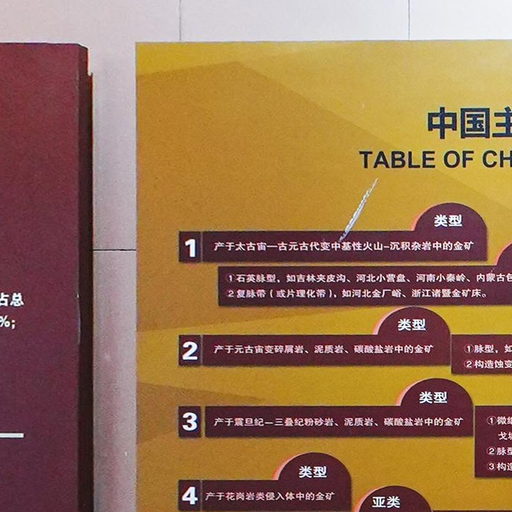 占总
%;
中国主
TABLE OF CH
类型
1 产于太古宙—古元古代变中基性火山-沉积杂岩中的金矿
①石英脉型，如吉林夹皮沟、河北小营盘、河南小秦岭、内蒙古包
②复脉带（或片理化带），如河北金厂峪、浙江诸暨金矿床。
类型
2 产于元古宙变碎屑岩、泥质岩、碳酸盐岩中的金矿
①脉型，如
②构造蚀变
类型
3 产于震旦纪—三叠纪粉砂岩、泥质岩、碳酸盐岩中的金矿
①微细
②脉型
③构造
类型
4 产于花岗岩类侵入体中的金矿
亚类